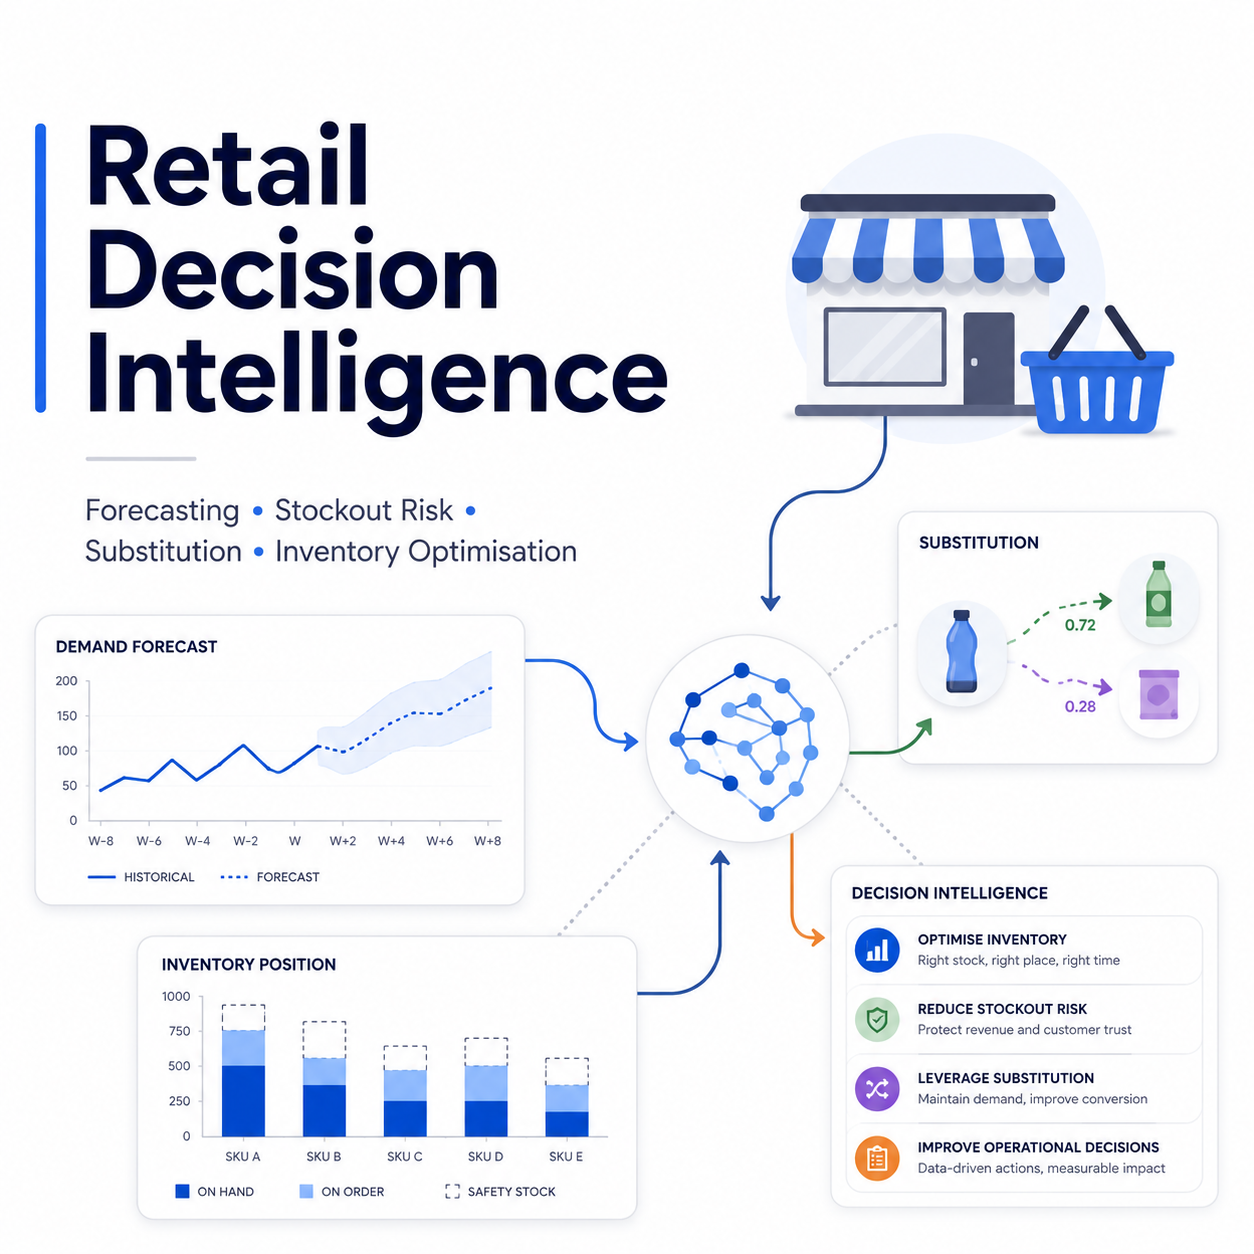 Retail
Decision
Intelligence
Forecasting • Stockout Risk •
Substitution • Inventory Optimisation
SUBSTITUTION
0.72
0.28
DEMAND FORECAST
200
150
100
50
0
W-8 W-6 W-4 W-2 W W+2 W+4 W+6 W+8
HISTORICAL FORECAST
INVENTORY POSITION
1000
750
500
250
0
SKU A SKU B SKU C SKU D SKU E
ON HAND ON ORDER SAFETY STOCK
DECISION INTELLIGENCE
OPTIMISE INVENTORY
Right stock, right place, right time
REDUCE STOCKOUT RISK
Protect revenue and customer trust
LEVERAGE SUBSTITUTION
Maintain demand, improve conversion
IMPROVE OPERATIONAL DECISIONS
Data-driven actions, measurable impact